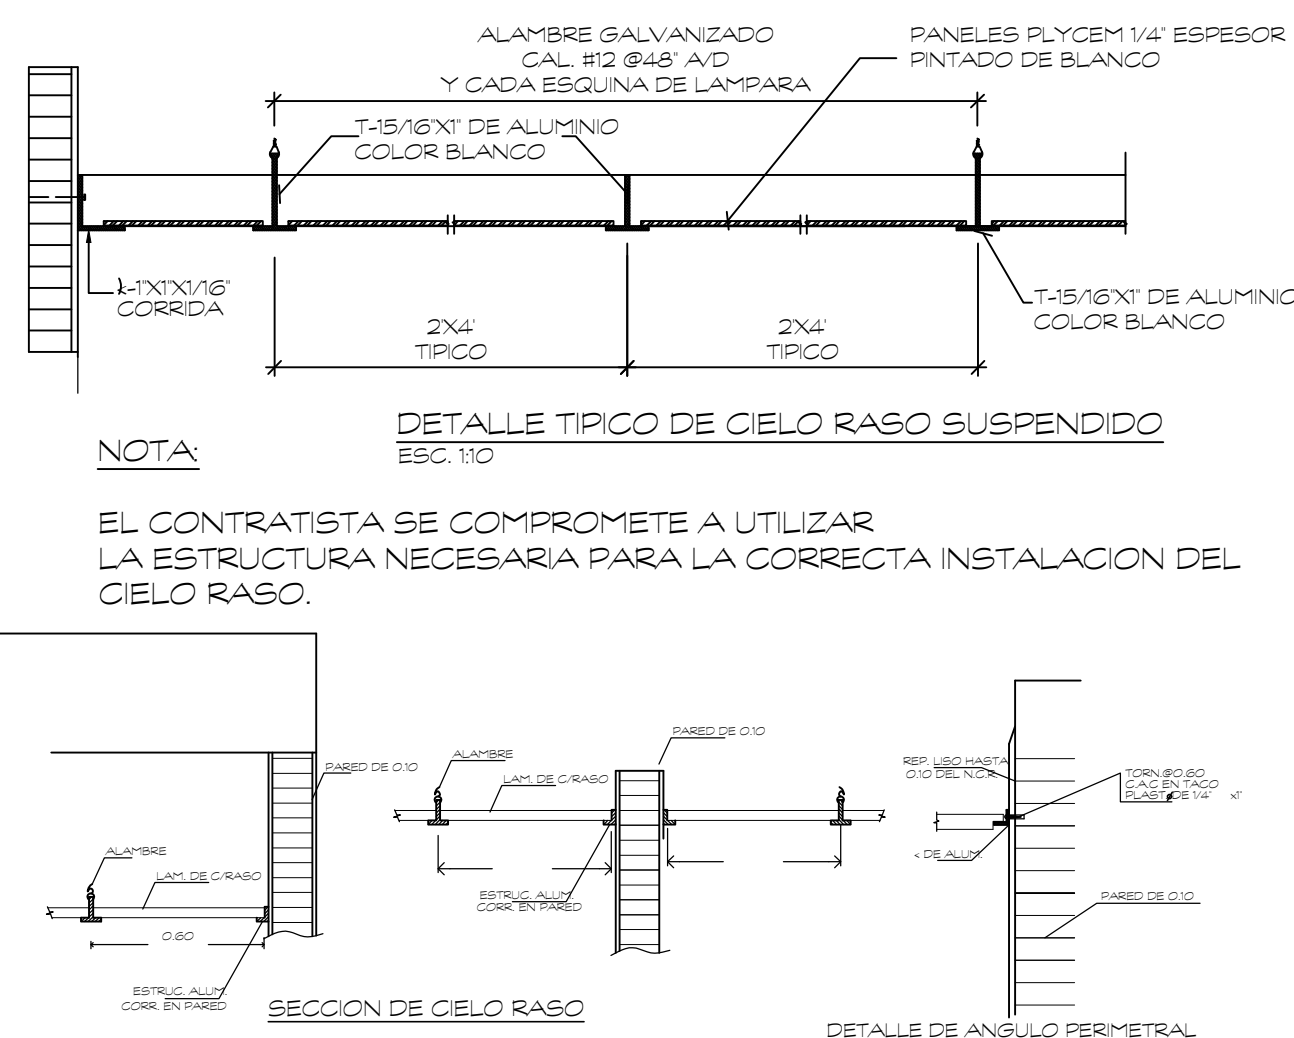 ALAMBRE GALVANIZADO
CAL. #12 @48" A/D
Y CADA ESQUINA DE LAMPARA
PANELES PLYCEM 1/4" ESPESOR
PINTADO DE BLANCO
T-15/16"X1" DE ALUMINIO
COLOR BLANCO
-1"X1"X1/16"
CORRIDA
2'X4'
TIPICO
2'X4'
TIPICO
T-15/16"X1" DE ALUMINIO
COLOR BLANCO
DETALLE TIPICO DE CIELO RASO SUSPENDIDO
ESC. 1:10
NOTA:
EL CONTRATISTA SE COMPROMETE A UTILIZAR
LA ESTRUCTURA NECESARIA PARA LA CORRECTA INSTALACION DEL
CIELO RASO.
PARED DE 0.10
ALAMBRE
LAM. DE C/RASO
0.60
ESTRUC. ALUM.
CORR. EN PARED
PARED DE 0.10
ALAMBRE
LAM. DE C/RASO
ESTRUC. ALUM.
CORR. EN PARED
SECCION DE CIELO RASO
REP. LISO HASTA
0.10 DEL N.C.R.
TORN.@0.60
C.A.C EN TACO
PLAST. DE 1/4" x1"
< DE ALUM.
PARED DE 0.10
DETALLE DE ANGULO PERIMETRAL